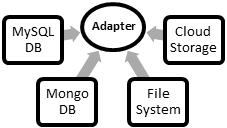 Adapter
MySQL
DB
Cloud
Storage
Mongo
DB
File
System